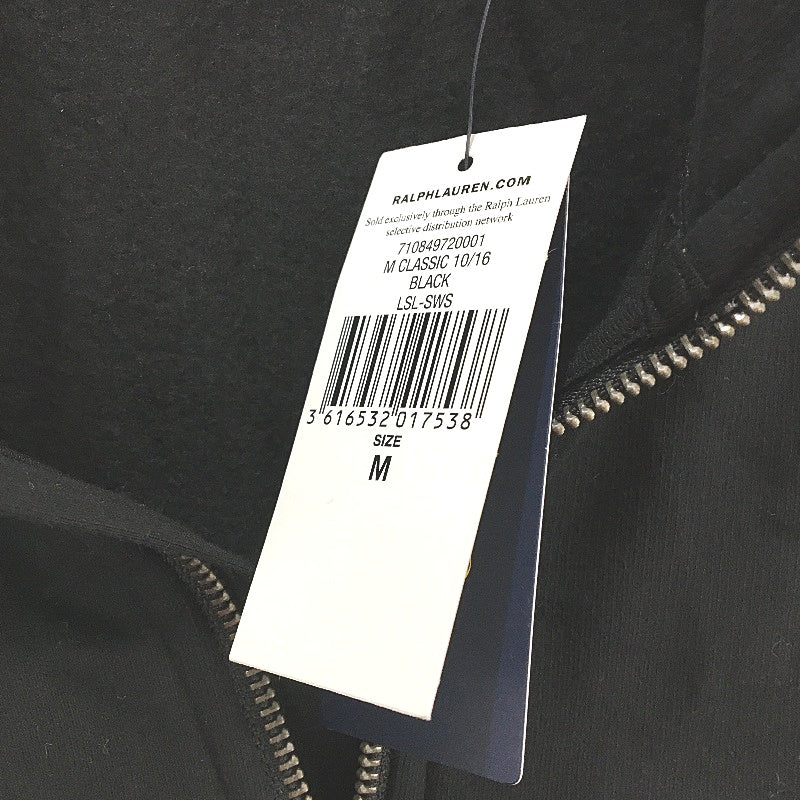 RALPHLAUREN.COM
Sold exclusively through the Ralph Lauren
selective distribution network
710849720001
M CLASSIC 10/16
BLACK
LSL-SWS
3 616532 017538
SIZE
M